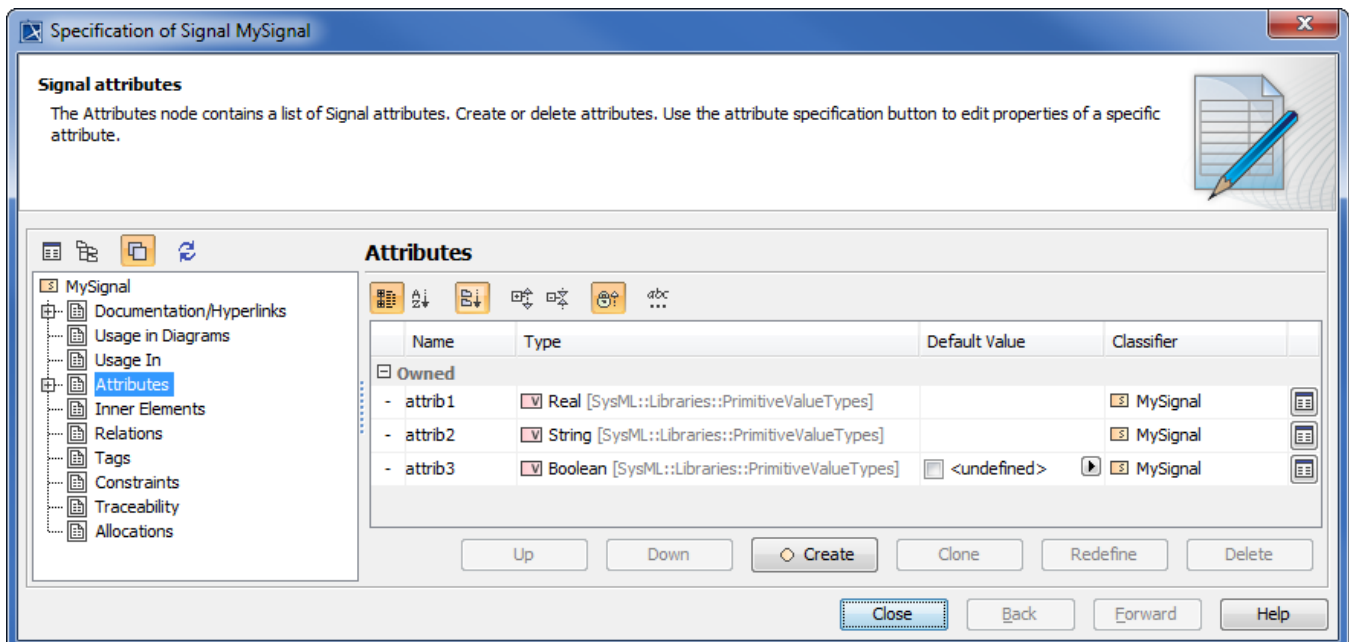 Specification of Signal MySignal
Signal attributes
The Attributes node contains a list of Signal attributes. Create or delete attributes. Use the attribute specification button to edit properties of a specific
attribute.
Attributes
MySignal
Documentation/Hyperlinks
Usage in Diagrams
Usage In
Attributes
Inner Elements
Relations
Tags
Constraints
Traceability
Allocations
Name Type Default Value Classifier
Owned
- attrib1 V Real [SysML::Libraries::PrimitiveValueTypes] S MySignal
- attrib2 V String [SysML::Libraries::PrimitiveValueTypes] S MySignal
- attrib3 V Boolean [SysML::Libraries::PrimitiveValueTypes] <undefined> S MySignal
Up Down Create Clone Redefine Delete
Close Back Forward Help